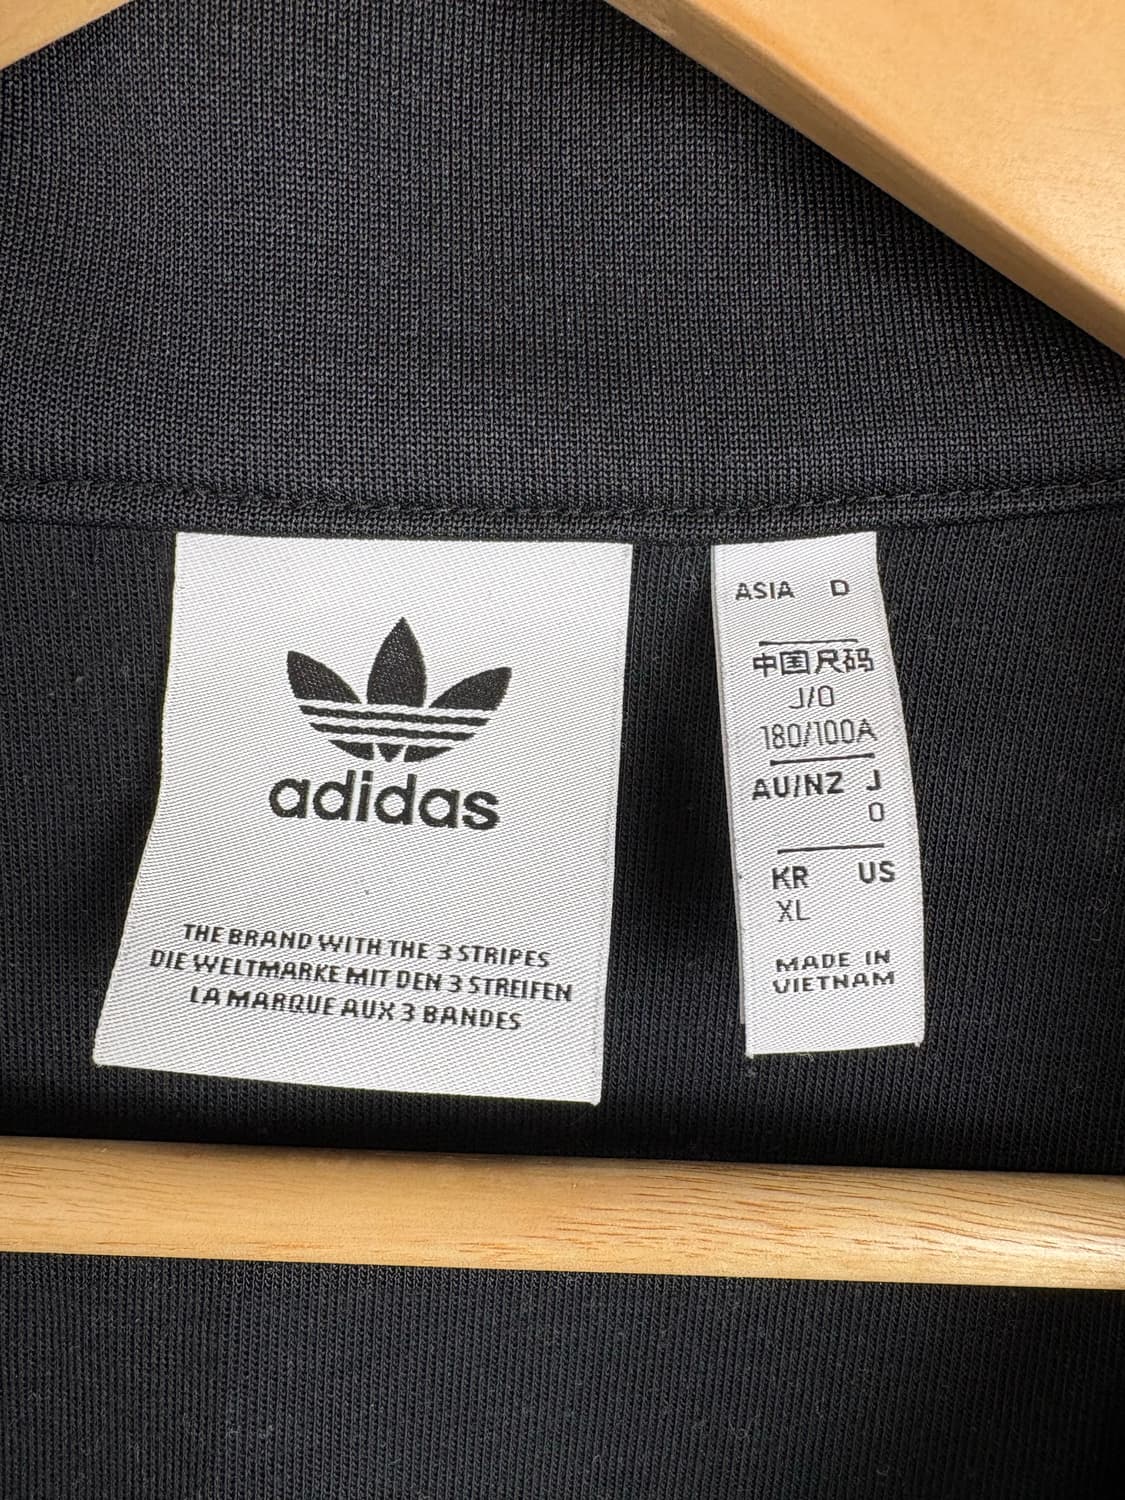 adidas
THE BRAND WITH THE 3 STRIPES
DIE WELTMARKE MIT DEN 3 STREIFEN
LA MARQUE AUX 3 BANDES
ASIA D
中国尺码
J/O
180/100A
AU/NZ J
O
KR US
XL
MADE IN
VIETNAM